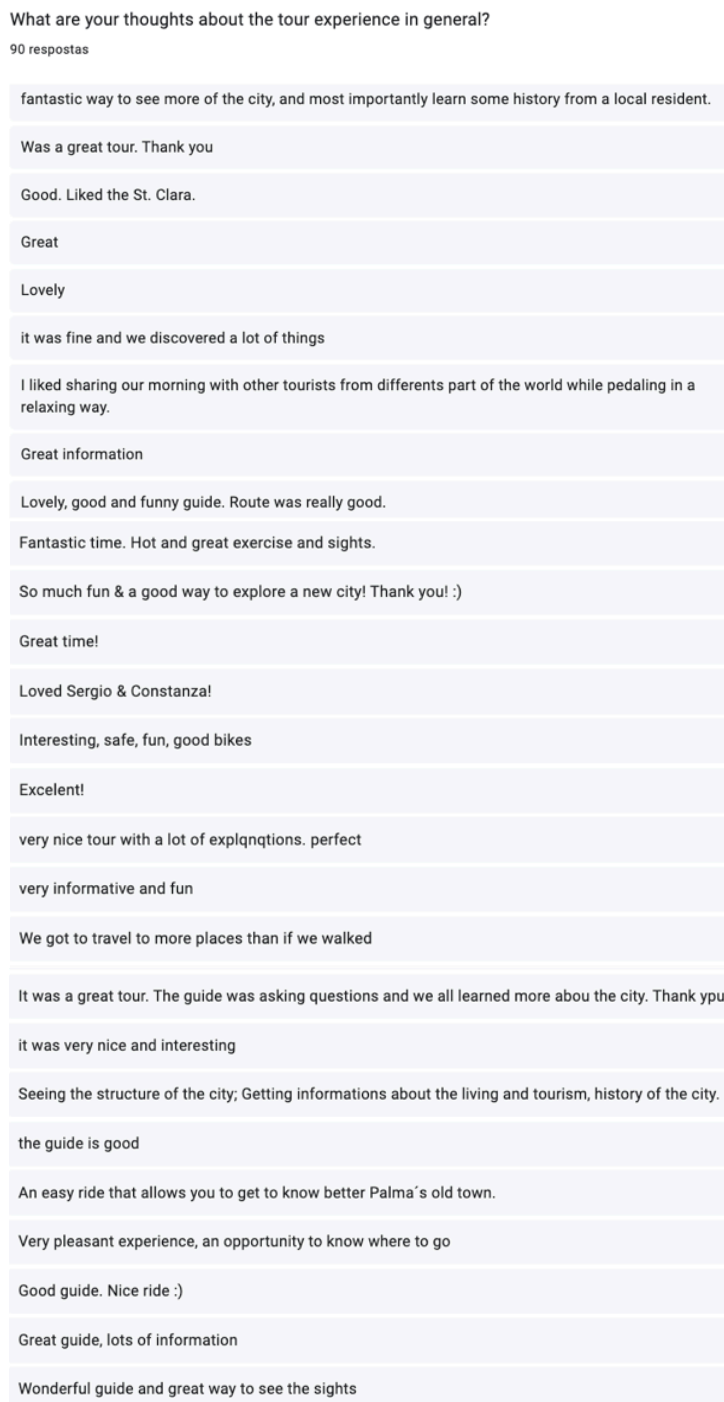 What are your thoughts about the tour experience in general?
90 respostas
fantastic way to see more of the city, and most importantly learn some history from a local resident.
Was a great tour. Thank you
Good. Liked the St. Clara.
Great
Lovely
it was fine and we discovered a lot of things
I liked sharing our morning with other tourists from differents part of the world while pedaling in a
relaxing way.
Great information
Lovely, good and funny guide. Route was really good.
Fantastic time. Hot and great exercise and sights.
So much fun & a good way to explore a new city! Thank you! :)
Great time!
Loved Sergio & Constanza!
Interesting, safe, fun, good bikes
Excelent!
very nice tour with a lot of explqnqtions. perfect
very informative and fun
We got to travel to more places than if we walked
It was a great tour. The guide was asking questions and we all learned more abou the city. Thank ypu
it was very nice and interesting
Seeing the structure of the city; Getting informations about the living and tourism, history of the city.
the guide is good
An easy ride that allows you to get to know better Palma´s old town.
Very pleasant experience, an opportunity to know where to go
Good guide. Nice ride :)
Great guide, lots of information
Wonderful guide and great way to see the sights